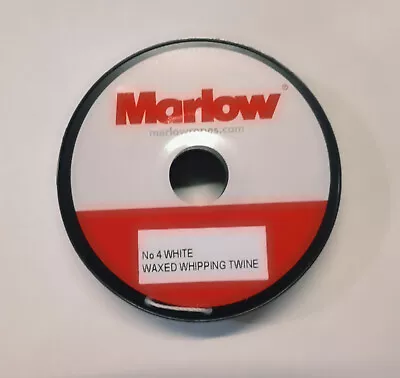 Marlow®
marlowropes.com
No 4 WHITE
WAXED WHIPPING TWINE